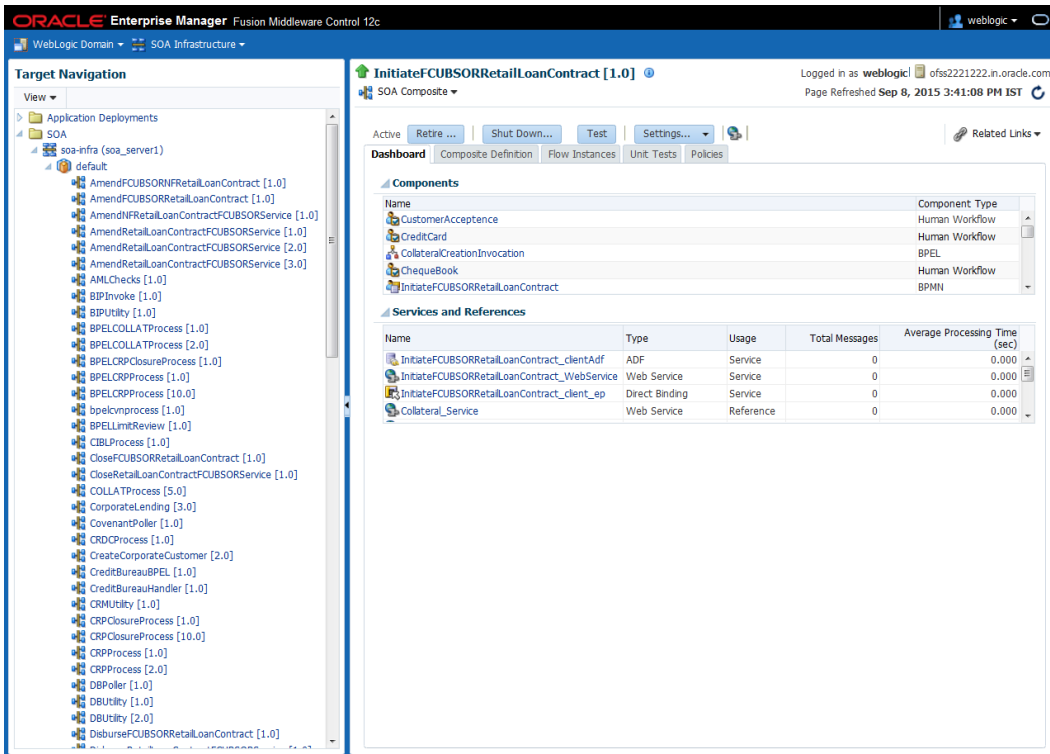 ORACLE Enterprise Manager Fusion Middleware Control 12c
weblogic
WebLogic Domain SOA Infrastructure
Target Navigation
View
Application Deployments
SOA
soa-infra (soa_server1)
default
AmendFCUBSORNFRetailLoanContract [1.0]
AmendFCUBSORRetailLoanContract [1.0]
AmendNFRetailLoanContractFCUBSORService [1.0]
AmendRetailLoanContractFCUBSORService [1.0]
AmendRetailLoanContractFCUBSORService [2.0]
AmendRetailLoanContractFCUBSORService [3.0]
AMLChecks [1.0]
BIPInvoke [1.0]
BIPUtility [1.0]
BPELCOLLATProcess [1.0]
BPELCOLLATProcess [2.0]
BPELCRPClosureProcess [1.0]
BPELCRPProcess [1.0]
BPELCRPProcess [10.0]
bpelcvnprocess [1.0]
BPELLimitReview [1.0]
CIBLProcess [1.0]
CloseFCUBSORRetailLoanContract [1.0]
CloseRetailLoanContractFCUBSORService [1.0]
COLLATProcess [5.0]
CorporateLending [3.0]
CovenantPoller [1.0]
CRDCProcess [1.0]
CreateCorporateCustomer [2.0]
CreditBureauBPEL [1.0]
CreditBureauHandler [1.0]
CRMUtility [1.0]
CRPClosureProcess [1.0]
CRPClosureProcess [10.0]
CRPProcess [1.0]
CRPProcess [2.0]
DBPoller [1.0]
DBUtility [1.0]
DBUtility [2.0]
DisburseFCUBSORRetailLoanContract [1.0]
InitiateFCUBSORRetailLoanContract [1.0]
Logged in as weblogic ofss2221222.in.oracle.com
SOA Composite
Page Refreshed Sep 8, 2015 3:41:08 PM IST
Active Retire ... Shut Down... Test Settings... Related Links
Dashboard Composite Definition Flow Instances Unit Tests Policies
Components
Name Component Type
CustomerAcceptence Human Workflow
CreditCard Human Workflow
CollateralCreationInvocation BPEL
ChequeBook Human Workflow
InitiateFCUBSORRetailLoanContract BPMN
Services and References
Name Type Usage Total Messages Average Processing Time (sec)
InitiateFCUBSORRetailLoanContract_clientAdf ADF Service 0 0.000
InitiateFCUBSORRetailLoanContract_WebService Web Service Service 0 0.000
InitiateFCUBSORRetailLoanContract_client_ep Direct Binding Service 0 0.000
Collateral_Service Web Service Reference 0 0.000